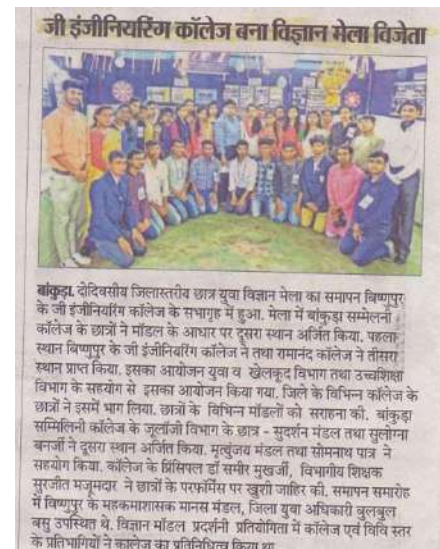 जी इंजीनियरिंग कॉलेज बना विज्ञान मेला विजेता
बांकुड़ा. दोदिवसीय जिलास्तरीय छात्र युवा विज्ञान मेला का समापन बिष्णुपुर
के जी इंजीनियरिंग कॉलेज के सभागृह में हुआ. मेला में बांकुड़ा सम्मेलनी
कॉलेज के छात्रों ने मॉडल के आधार पर दूसरा स्थान अर्जित किया. पहला
स्थान बिष्णुपुर के जी इंजीनियरिंग कॉलेज ने तथा रामानंद कॉलेज ने तीसरा
स्थान प्राप्त किया. इसका आयोजन युवा व खेलकूद विभाग तथा उच्चशिक्षा
विभाग के सहयोग से इसका आयोजन किया गया. जिले के विभिन्न कॉलेज के
छात्रों ने इसमें भाग लिया. छात्रों के विभिन्न मॉडलों को सराहना की. बांकुड़ा
सम्मिलिनी कॉलेज के जूलॉजी विभाग के छात्र - सुदर्शन मंडल तथा सुलोग्ना
बनर्जी ने दूसरा स्थान अर्जित किया. मृत्युंजय मंडल तथा सोमनाथ पात्र ने
सहयोग किया. कॉलेज के प्रिंसिपल डॉ समीर मुखर्जी, विभागीय शिक्षक
सुरजीत मजूमदार ने छात्रों के परफॉर्मेंस पर खुशी जाहिर की. समापन समारोह
में विष्णुपुर के महकमाशासक मानस मंडल, जिला युवा अधिकारी बुलबुल
बसु उपस्थित थे. विज्ञान मॉडल प्रदर्शनी प्रतियोगिता में कॉलेज एवं विवि स्तर
के प्रतिभागियों ने कालेज का प्रतिनिधित्व किया था